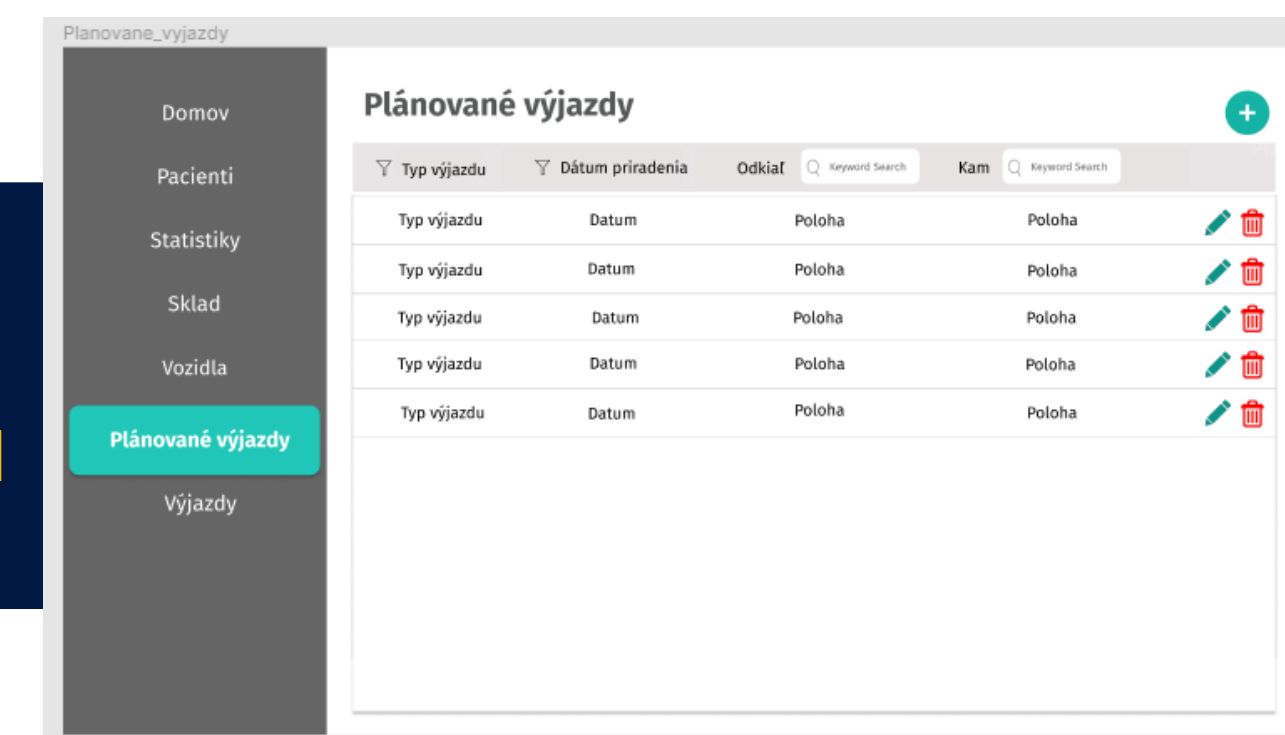 Planovane_vyjazdy
Domov
Pacienti
Statistiky
Sklad
Vozidla
Plánované výjazdy
Výjazdy
Plánované výjazdy
+
Typ výjazdu Dátum priradenia Odkiaľ Keyword Search Kam Keyword Search
Typ výjazdu Datum Poloha Poloha
Typ výjazdu Datum Poloha Poloha
Typ výjazdu Datum Poloha Poloha
Typ výjazdu Datum Poloha Poloha
Typ výjazdu Datum Poloha Poloha